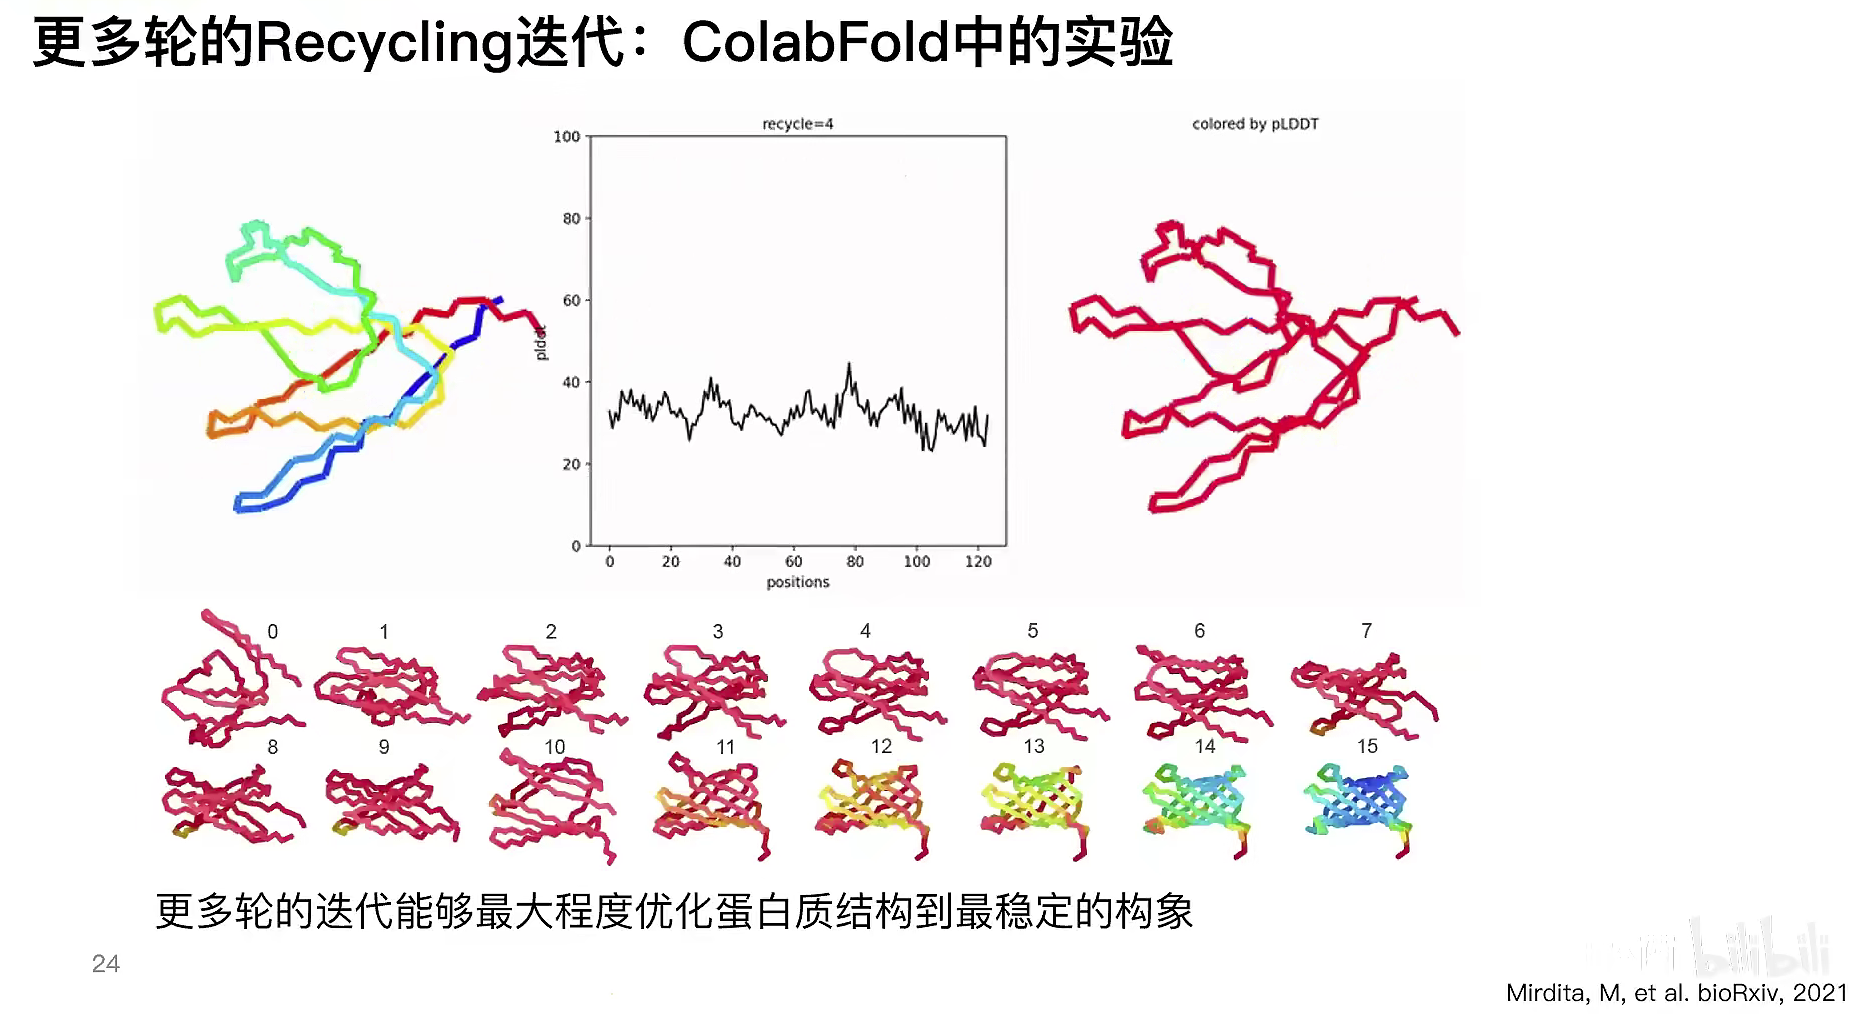 更多轮的Recycling迭代：ColabFold中的实验
recycle=4
colored by pLDDT
100
80
60
40
20
0
plddt
0 20 40 60 80 100 120
positions
0 1 2 3 4 5 6 7
8 9 10 11 12 13 14 15
更多轮的迭代能够最大程度优化蛋白质结构到最稳定的构象
24
bilibili
Mirdita, M, et al. bioRxiv, 2021